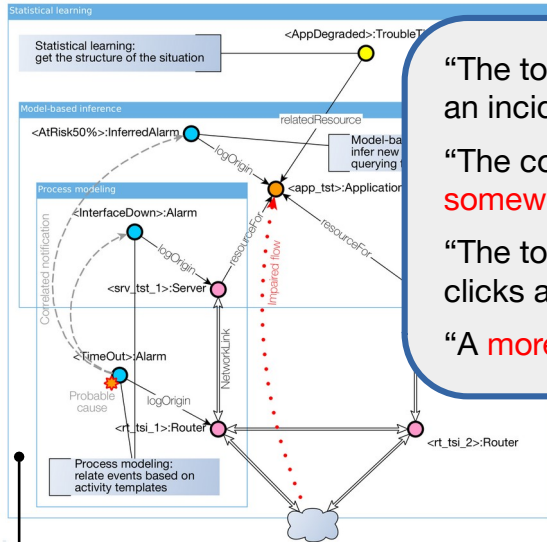 Statistical learning
Statistical learning:
get the structure of the situation
<AppDegraded>:TroubleTi
Model-based inference
<AtRisk50%>:InferredAlarm
relatedResource
logOrigin
Model-ba
infer new
querying
<app_tst>:Application
Process modeling
<InterfaceDown>:Alarm
logOrigin
resourceFor
resourceFor
Impaired flow
Correlated notification
<srv_tst_1>:Server
NetworkLink
<TimeOut>:Alarm
Probable
cause
logOrigin
<rt_tsi_1>:Router
<rt_tsi_2>:Router
Process modeling:
relate events based on
activity templates
“The to
an incid
“The co
somew
“The to
clicks a
“A more